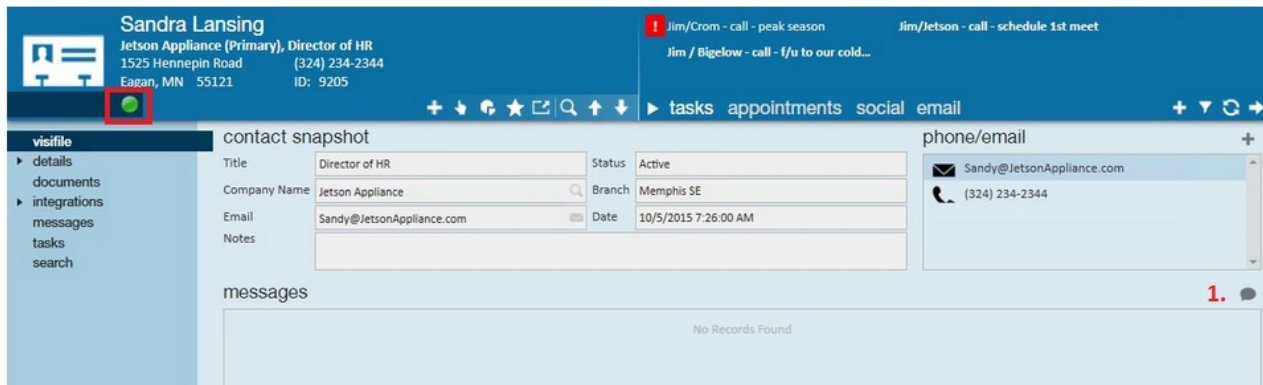 Sandra Lansing
Jetson Appliance (Primary), Director of HR
1525 Hennepin Road (324) 234-2344
Eagan, MN 55121 ID: 9205
! Jim/Crom - call - peak season Jim/Jetson - call - schedule 1st meet
Jim / Bigelow - call - f/u to our cold...
tasks appointments social email
visifile
details
documents
integrations
messages
tasks
search
contact snapshot
Title Director of HR Status Active
Company Name Jetson Appliance Branch Memphis SE
Email Sandy@JetsonAppliance.com Date 10/5/2015 7:26:00 AM
Notes
phone/email
Sandy@JetsonAppliance.com
(324) 234-2344
messages 1.
No Records Found